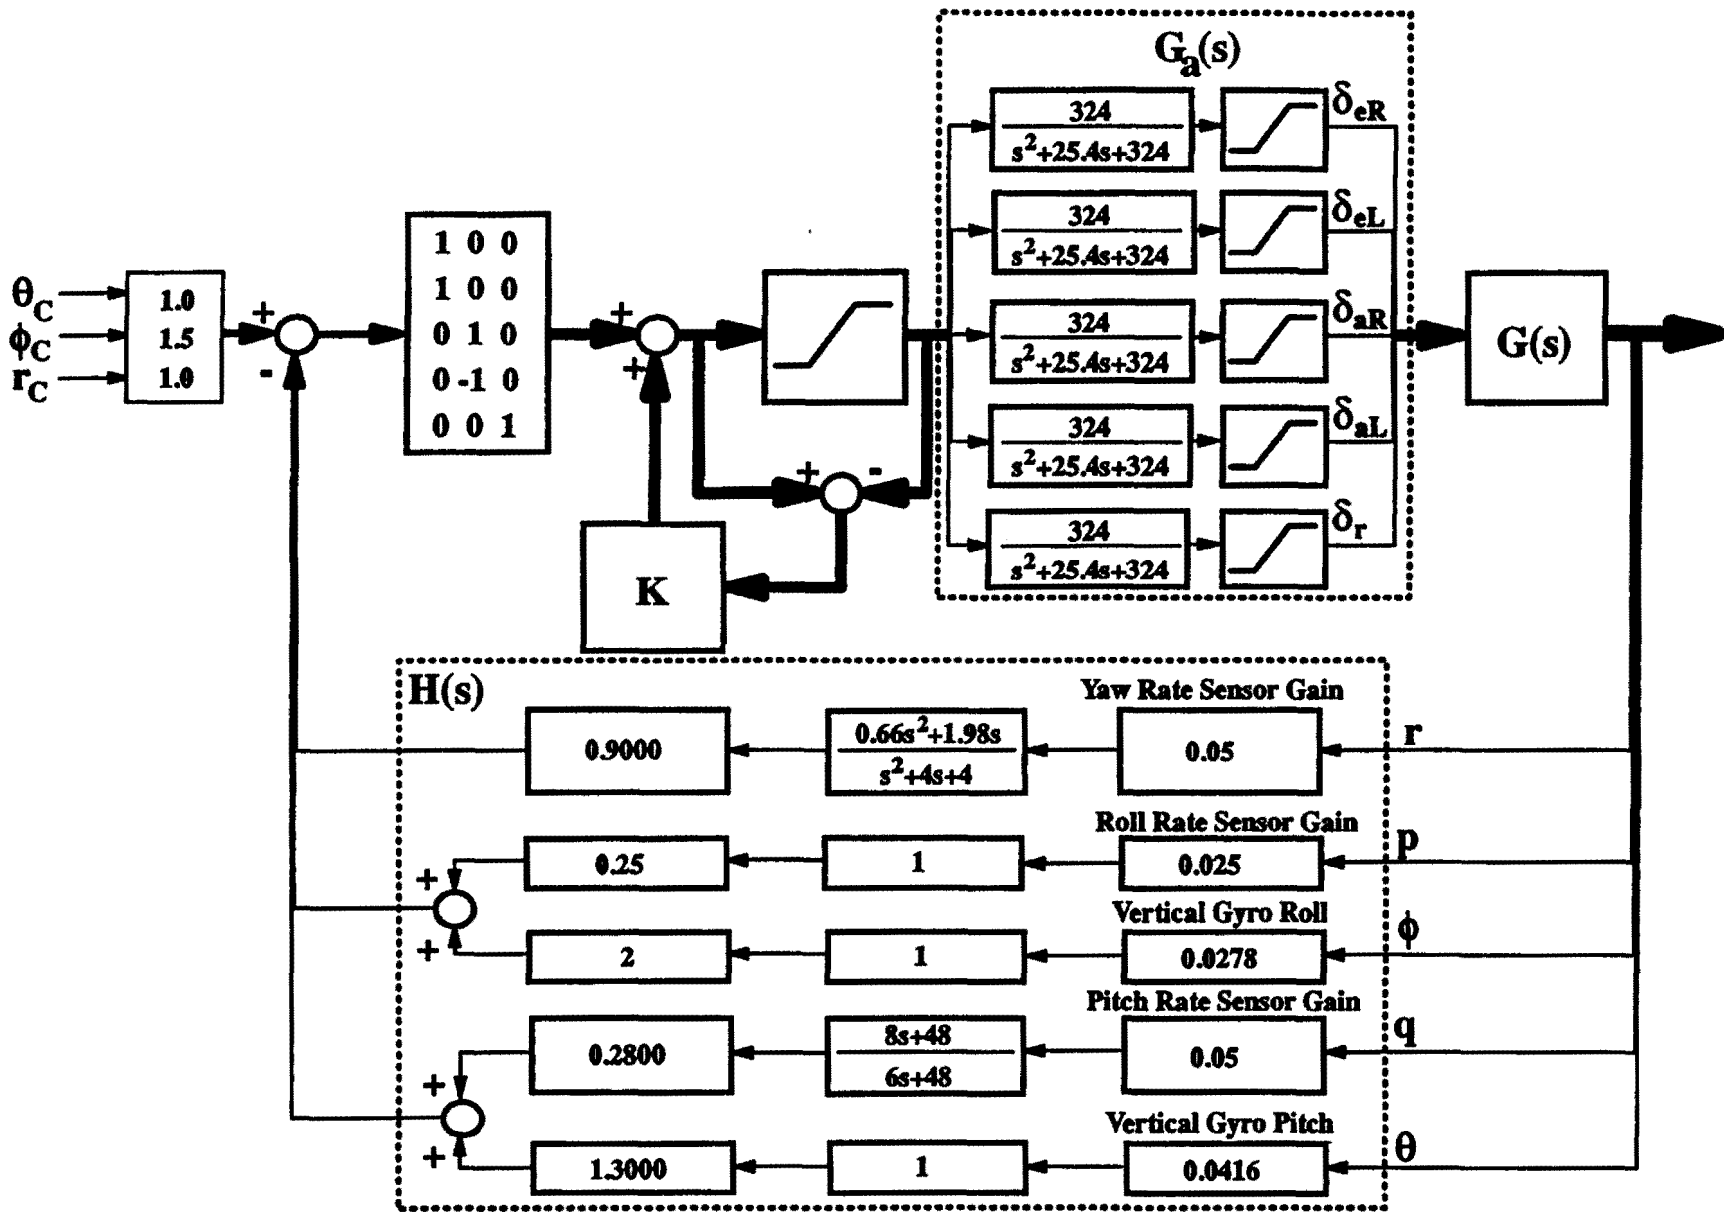 Gₐ(s)
324
s²+25.4s+324
δeR
324
s²+25.4s+324
δeL
324
s²+25.4s+324
δaR
324
s²+25.4s+324
δaL
324
s²+25.4s+324
δr
θC
ϕC
rC
1.0
1.5
1.0
+
-
1 0 0
1 0 0
0 1 0
0 -1 0
0 0 1
+
+
+
-
K
G(s)
H(s)
Yaw Rate Sensor Gain
0.9000
0.66s²+1.98s
s²+4s+4
0.05
r
Roll Rate Sensor Gain
+
0.25
1
0.025
p
Vertical Gyro Roll
+
2
1
0.0278
ϕ
Pitch Rate Sensor Gain
+
0.2800
8s+48
6s+48
0.05
q
Vertical Gyro Pitch
+
1.3000
1
0.0416
θ